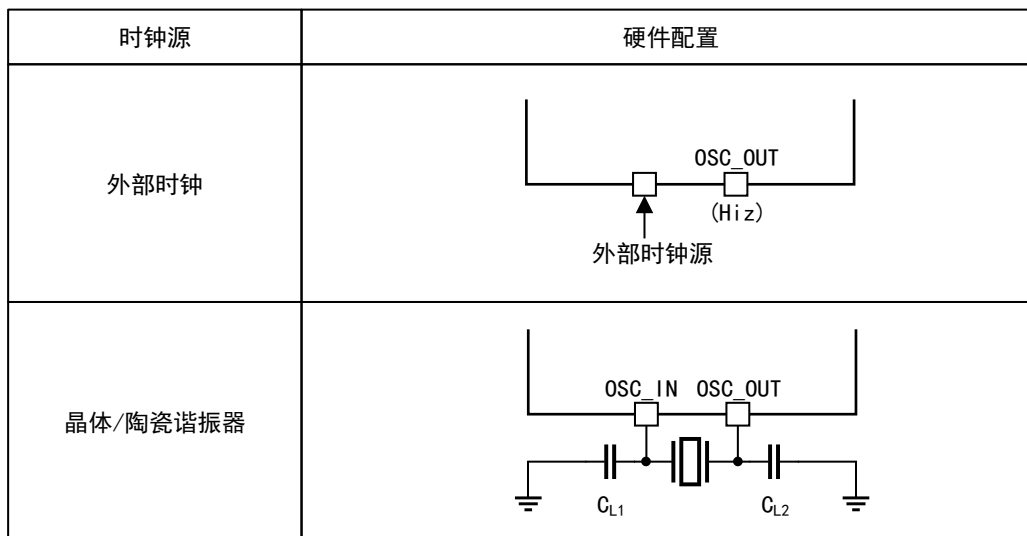 时钟源 硬件配置
外部时钟
OSC_OUT
(Hiz)
外部时钟源
晶体/陶瓷谐振器
OSC_IN OSC_OUT
CL1 CL2